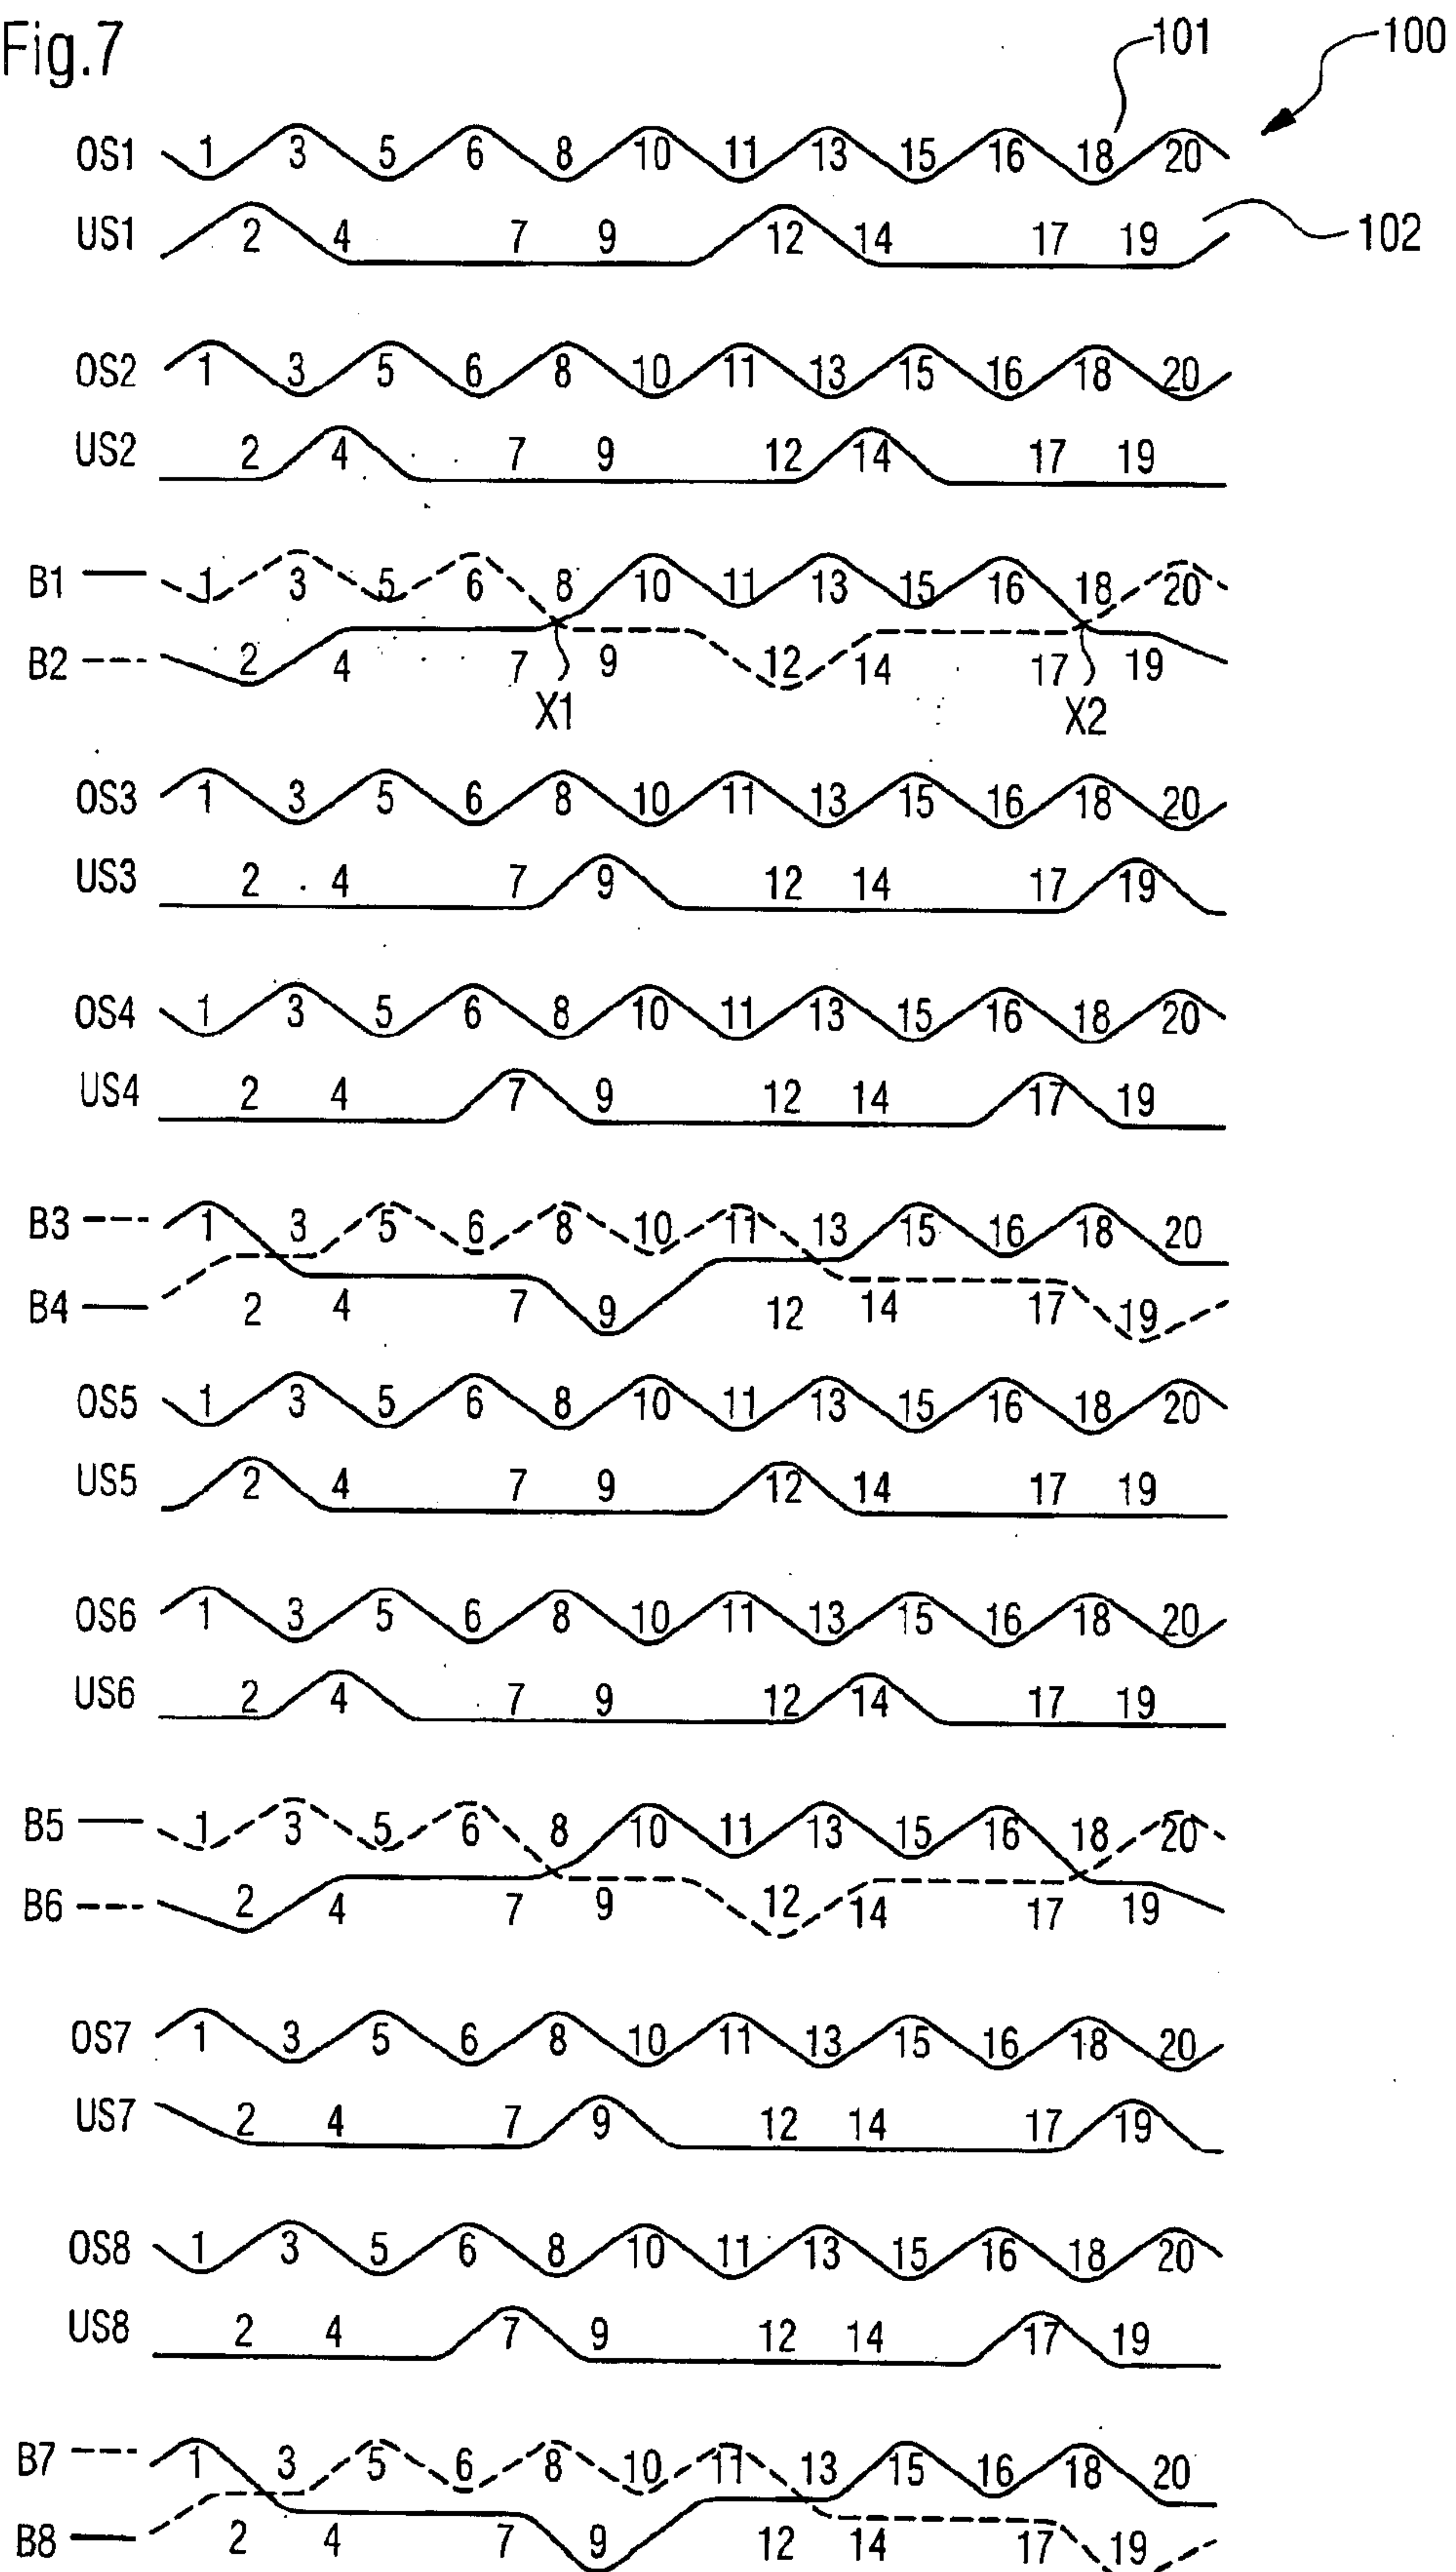 Fig.7
101
100
OS1 1 3 5 6 8 10 11 13 15 16 18 20
US1 2 4 7 9 12 14 17 19
102
OS2 1 3 5 6 8 10 11 13 15 16 18 20
US2 2 4 7 9 12 14 17 19
B1 1 3 5 6 8 10 11 13 15 16 18 20
B2 2 4 7 9 12 14 17 19
X1 X2
OS3 1 3 5 6 8 10 11 13 15 16 18 20
US3 2 4 7 9 12 14 17 19
OS4 1 3 5 6 8 10 11 13 15 16 18 20
US4 2 4 7 9 12 14 17 19
B3 1 3 5 6 8 10 11 13 15 16 18 20
B4 2 4 7 9 12 14 17 19
OS5 1 3 5 6 8 10 11 13 15 16 18 20
US5 2 4 7 9 12 14 17 19
OS6 1 3 5 6 8 10 11 13 15 16 18 20
US6 2 4 7 9 12 14 17 19
B5 1 3 5 6 8 10 11 13 15 16 18 20
B6 2 4 7 9 12 14 17 19
OS7 1 3 5 6 8 10 11 13 15 16 18 20
US7 2 4 7 9 12 14 17 19
OS8 1 3 5 6 8 10 11 13 15 16 18 20
US8 2 4 7 9 12 14 17 19
B7 1 3 5 6 8 10 11 13 15 16 18 20
B8 2 4 7 9 12 14 17 19